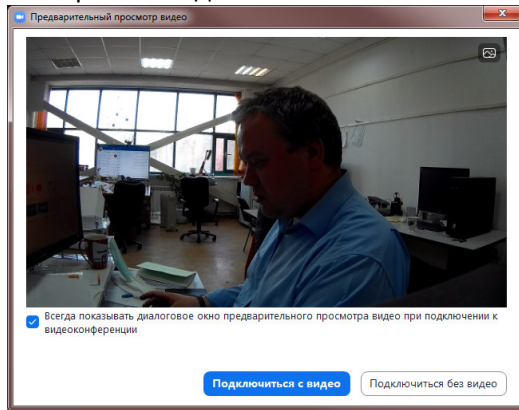 Предварительный просмотр видео
Всегда показывать диалоговое окно предварительного просмотра видео при подключении к
видеоконференции
Подключиться с видео
Подключиться без видео